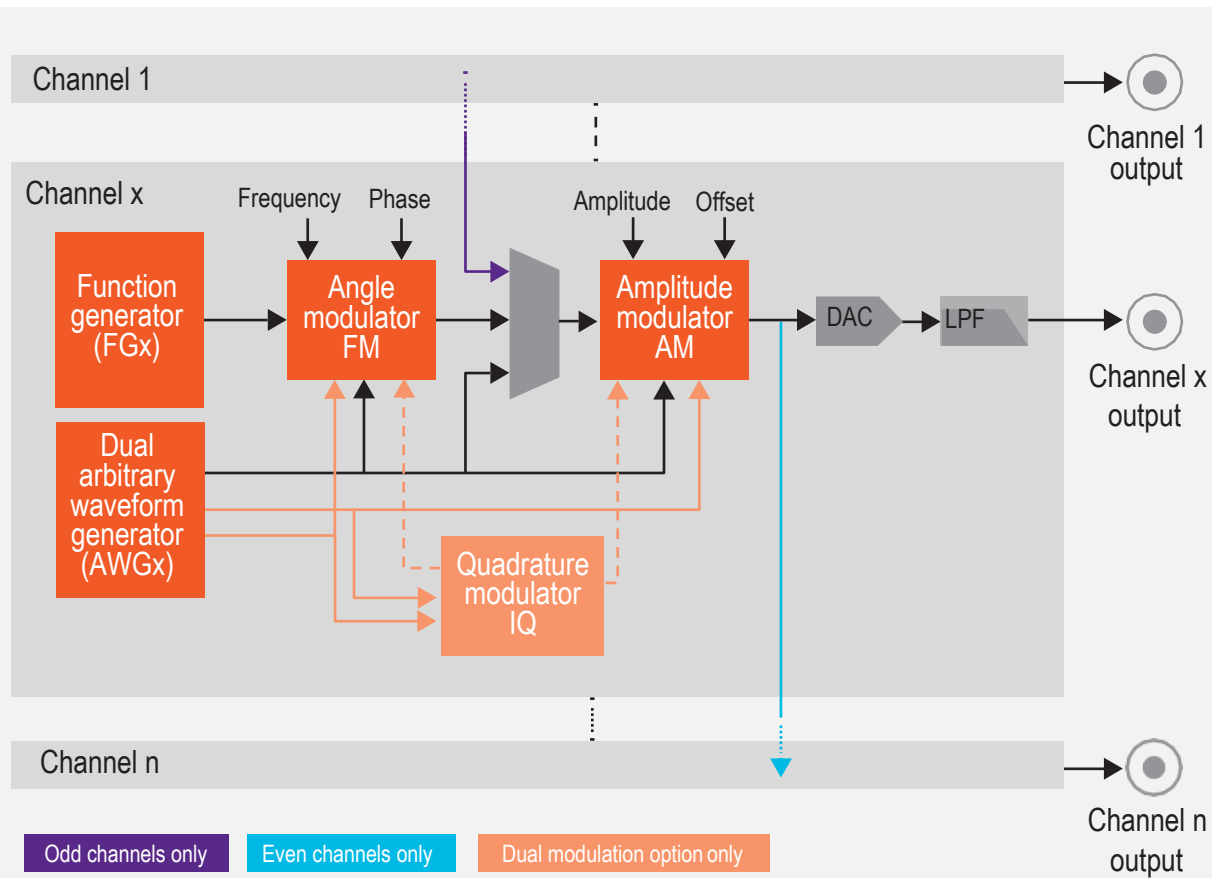 Channel 1
Channel 1
output
Channel x
Frequency
Phase
Amplitude
Offset
Function
generator
(FGx)
Angle
modulator
FM
Amplitude
modulator
AM
DAC
LPF
Channel x
output
Dual
arbitrary
waveform
generator
(AWGx)
Quadrature
modulator
IQ
Channel n
Channel n
output
Odd channels only
Even channels only
Dual modulation option only